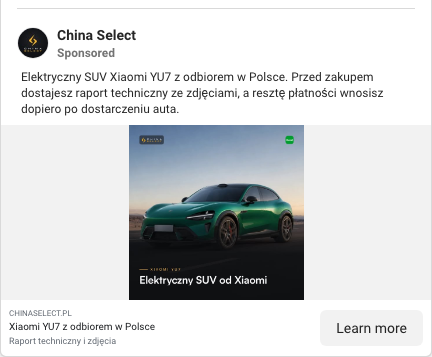 China Select
Sponsored
Elektryczny SUV Xiaomi YU7 z odbiorem w Polsce. Przed zakupem
dostajesz raport techniczny ze zdjęciami, a resztę płatności wnosisz
dopiero po dostarczeniu auta.
XIAOMI YU7
Elektryczny SUV od Xiaomi
CHINASELECT.PL
Xiaomi YU7 z odbiorem w Polsce
Raport techniczny i zdjęcia
Learn more